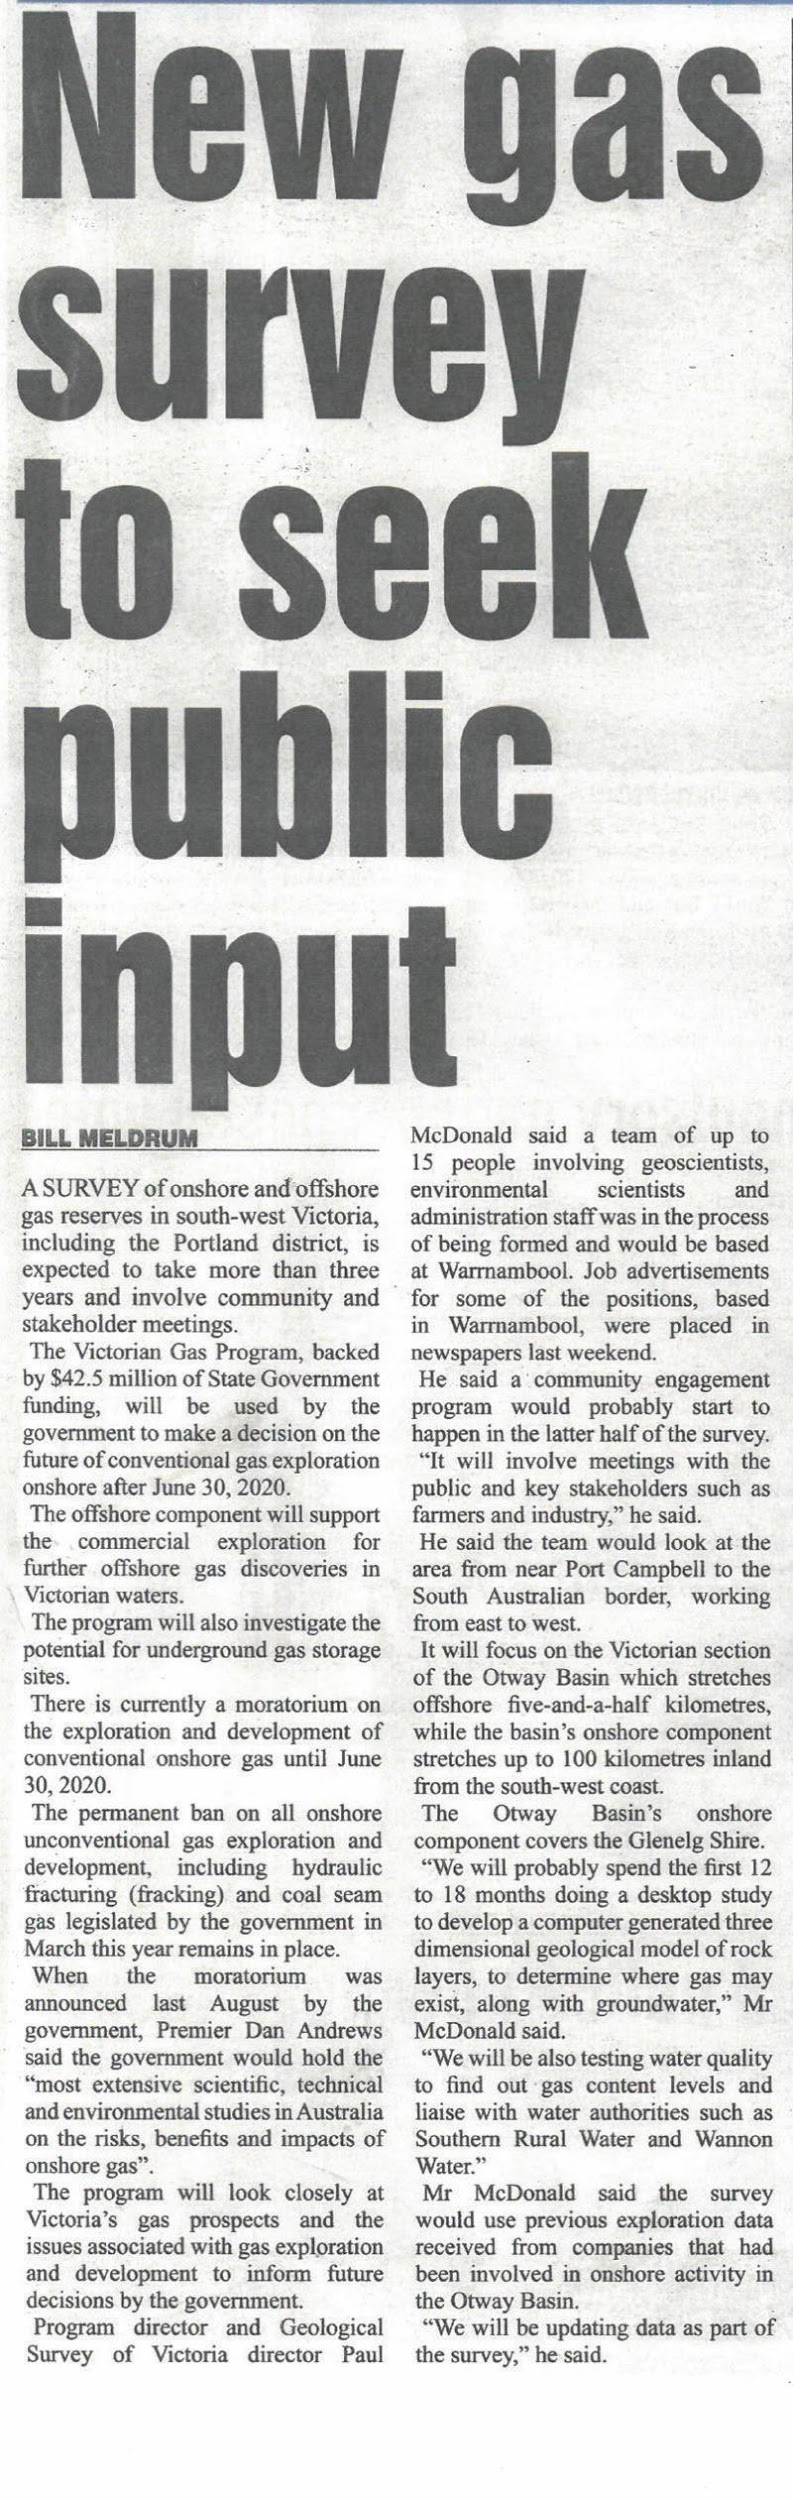 New gas
survey
to seek
public
input
BILL MELDRUM
A SURVEY of onshore and offshore
gas reserves in south-west Victoria,
including the Portland district, is
expected to take more than three
years and involve community and
stakeholder meetings.
The Victorian Gas Program, backed
by $42.5 million of State Government
funding, will be used by the
government to make a decision on the
future of conventional gas exploration
onshore after June 30, 2020.
The offshore component will support
the commercial exploration for
further offshore gas discoveries in
Victorian waters.
The program will also investigate the
potential for underground gas storage
sites.
There is currently a moratorium on
the exploration and development of
conventional onshore gas until June
30, 2020.
The permanent ban on all onshore
unconventional gas exploration and
development, including hydraulic
fracturing (fracking) and coal seam
gas legislated by the government in
March this year remains in place.
When the moratorium was
announced last August by the
government, Premier Dan Andrews
said the government would hold the
“most extensive scientific, technical
and environmental studies in Australia
on the risks, benefits and impacts of
onshore gas”.
The program will look closely at
Victoria’s gas prospects and the
issues associated with gas exploration
and development to inform future
decisions by the government.
Program director and Geological
Survey of Victoria director Paul
McDonald said a team of up to
15 people involving geoscientists,
environmental scientists and
administration staff was in the process
of being formed and would be based
at Warrnambool. Job advertisements
for some of the positions, based
in Warrnambool, were placed in
newspapers last weekend.
He said a community engagement
program would probably start to
happen in the latter half of the survey.
“It will involve meetings with the
public and key stakeholders such as
farmers and industry,” he said.
He said the team would look at the
area from near Port Campbell to the
South Australian border, working
from east to west.
It will focus on the Victorian section
of the Otway Basin which stretches
offshore five-and-a-half kilometres,
while the basin’s onshore component
stretches up to 100 kilometres inland
from the south-west coast.
The Otway Basin’s onshore
component covers the Glenelg Shire.
“We will probably spend the first 12
to 18 months doing a desktop study
to develop a computer generated three
dimensional geological model of rock
layers, to determine where gas may
exist, along with groundwater,” Mr
McDonald said.
“We will be also testing water quality
to find out gas content levels and
liaise with water authorities such as
Southern Rural Water and Wannon
Water.”
Mr McDonald said the survey
would use previous exploration data
received from companies that had
been involved in onshore activity in
the Otway Basin.
“We will be updating data as part of
the survey,” he said.